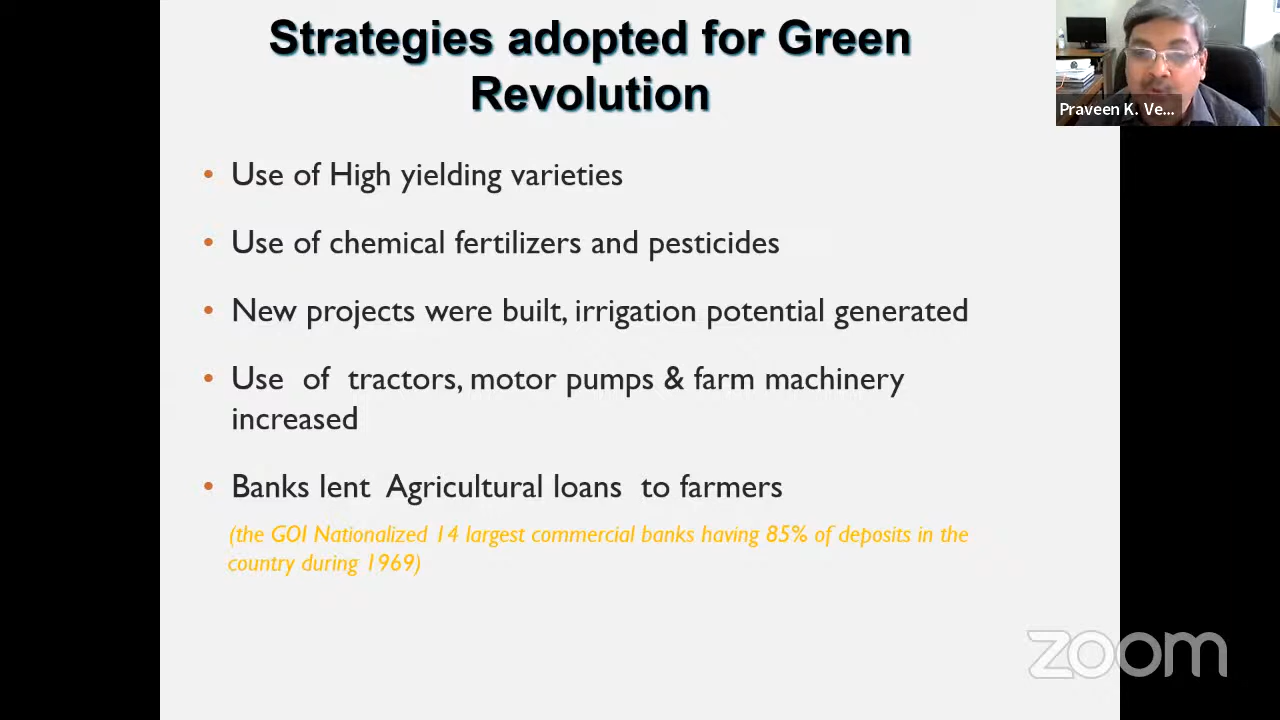 Strategies adopted for Green
Revolution
Praveen K. Ve...
• Use of High yielding varieties
• Use of chemical fertilizers and pesticides
• New projects were built, irrigation potential generated
• Use of tractors, motor pumps & farm machinery
increased
• Banks lent Agricultural loans to farmers
(the GOI Nationalized 14 largest commercial banks having 85% of deposits in the
country during 1969)
zoom